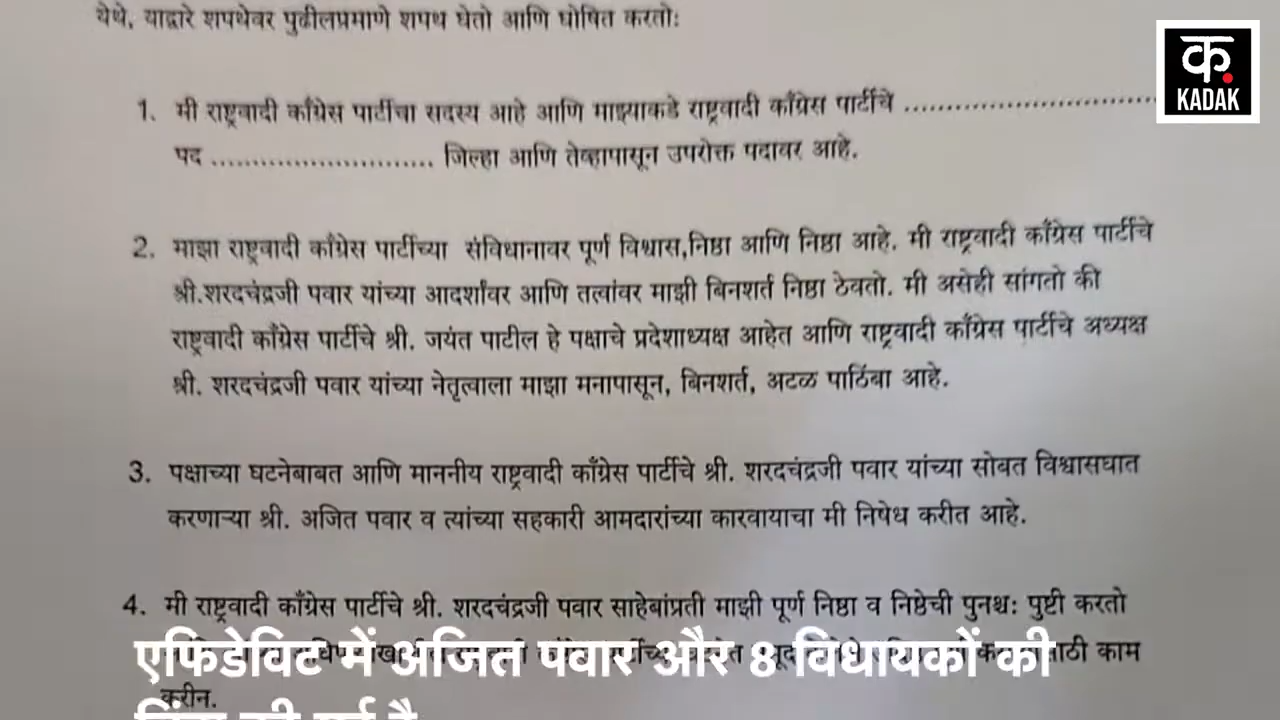 येथे, याद्वारे शपथेवर पुढीलप्रमाणे शपथ घेतो आणि घोषित करतो:
क.
KADAK
1. मी राष्ट्रवादी काँग्रेस पार्टीचा सदस्य आहे आणि माझ्याकडे राष्ट्रवादी काँग्रेस पार्टीचे ..............................
पद .......................... जिल्हा आणि तेव्हापासून उपरोक्त पदावर आहे.
2. माझा राष्ट्रवादी काँग्रेस पार्टीच्या संविधानावर पूर्ण विश्वास,निष्ठा आणि निष्ठा आहे. मी राष्ट्रवादी काँग्रेस पार्टीचे
श्री.शरदचंद्रजी पवार यांच्या आदर्शांवर आणि तत्वांवर माझी बिनशर्त निष्ठा ठेवतो. मी असेही सांगतो की
राष्ट्रवादी काँग्रेस पार्टीचे श्री. जयंत पाटील हे पक्षाचे प्रदेशाध्यक्ष आहेत आणि राष्ट्रवादी काँग्रेस पार्टीचे अध्यक्ष
श्री. शरदचंद्रजी पवार यांच्या नेतृत्वाला माझा मनापासून, बिनशर्त, अटळ पाठिंबा आहे.
3. पक्षाच्या घटनेबाबत आणि माननीय राष्ट्रवादी काँग्रेस पार्टीचे श्री. शरदचंद्रजी पवार यांच्या सोबत विश्वासघात
करणाऱ्या श्री. अजित पवार व त्यांच्या सहकारी आमदारांच्या कारवायाचा मी निषेध करीत आहे.
4. मी राष्ट्रवादी काँग्रेस पार्टीचे श्री. शरदचंद्रजी पवार साहेबांप्रती माझी पूर्ण निष्ठा व निष्ठेची पुनश्च: पुष्टी करतो
काम
एफिडेविट में अजित पवार और 8 विधायकों की
करीन.